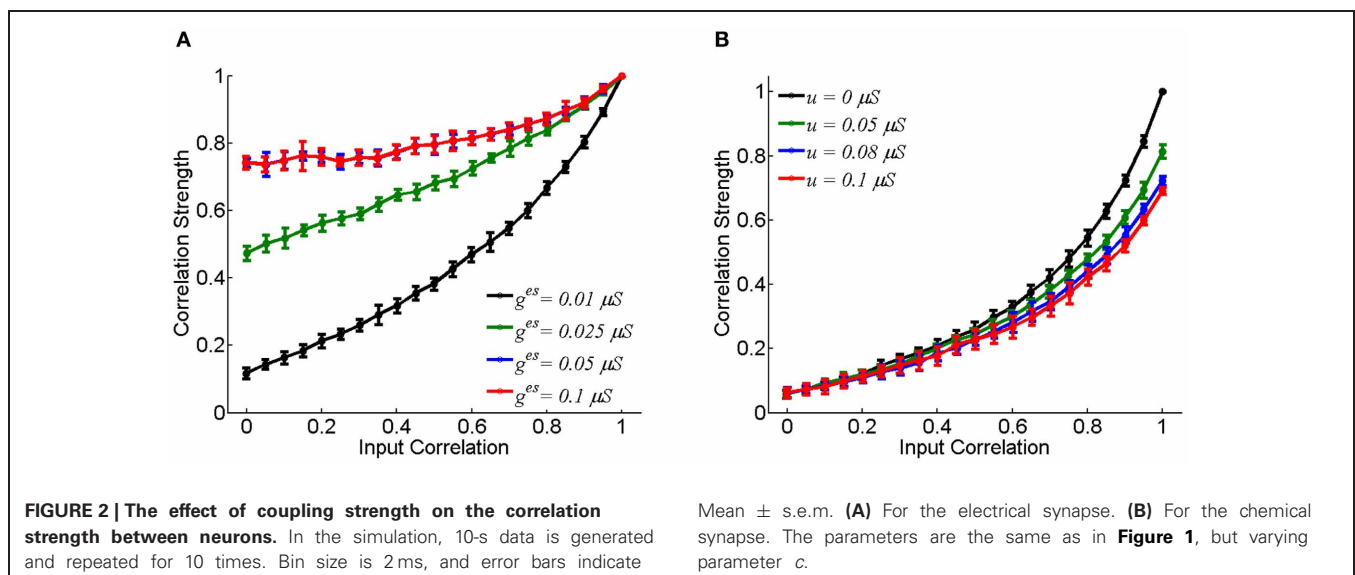 A
Correlation Strength
1
0.8
0.6
0.4
0.2
0
0 0.2 0.4 0.6 0.8 1
Input Correlation
g^es = 0.01 µS
g^es = 0.025 µS
g^es = 0.05 µS
g^es = 0.1 µS
B
Correlation Strength
1
0.8
0.6
0.4
0.2
0
0 0.2 0.4 0.6 0.8 1
Input Correlation
u = 0 µS
u = 0.05 µS
u = 0.08 µS
u = 0.1 µS
FIGURE 2 | The effect of coupling strength on the correlation
strength between neurons. In the simulation, 10-s data is generated
and repeated for 10 times. Bin size is 2 ms, and error bars indicate
Mean ± s.e.m. (A) For the electrical synapse. (B) For the chemical
synapse. The parameters are the same as in Figure 1, but varying
parameter c.